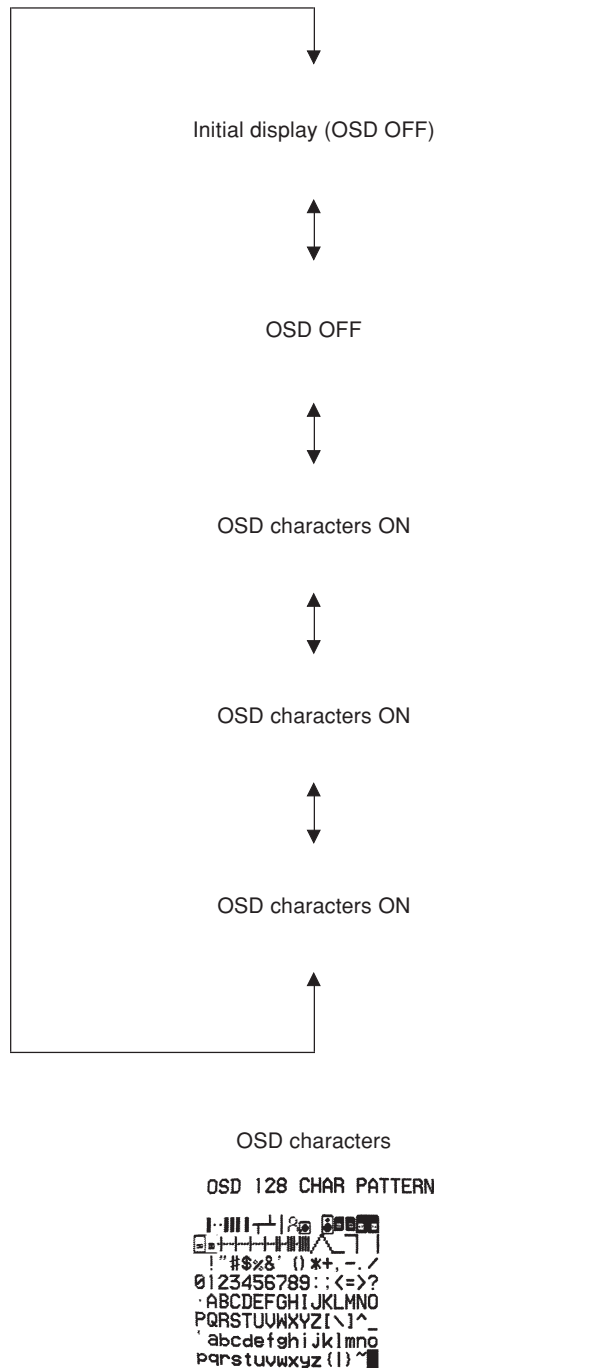 Initial display (OSD OFF)
OSD OFF
OSD characters ON
OSD characters ON
OSD characters ON
OSD characters
OSD 128 CHAR PATTERN
!"#$%&'()*+,-./
0123456789:;<=>?
ABCDEFGHIJKLMNO
PQRSTUVWXYZ[\]^_
'abcdefghijklmno
pqrstuvwxyz{|}~